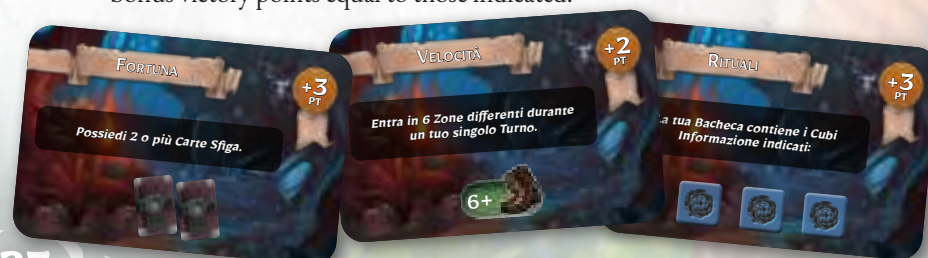 bonus victory points equal to those indicated.
Fortuna
+3
PT
Possiedi 2 o più Carte Sfiga.
Velocità
+2
PT
Entra in 6 Zone differenti durante
un tuo singolo Turno.
6+
Rituali
+3
PT
La tua Bacheca contiene i Cubi
Informazione indicati: